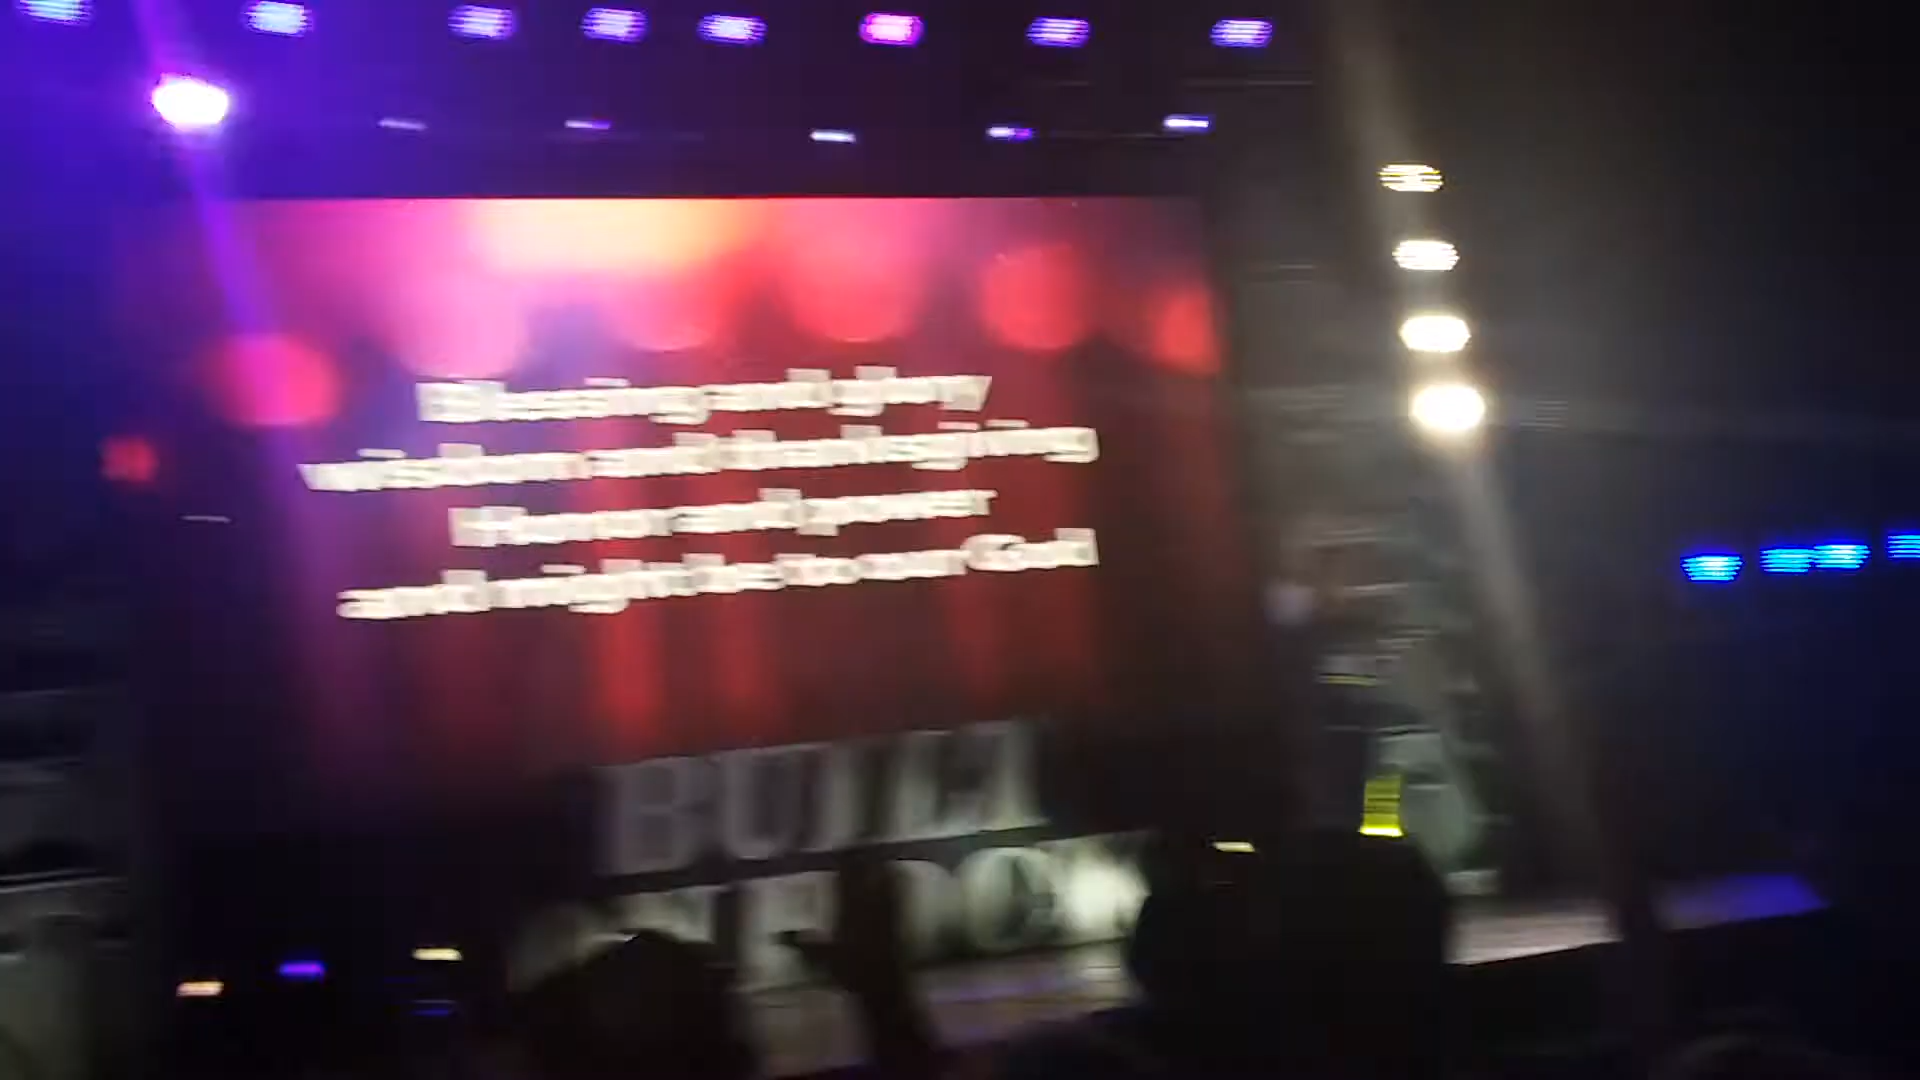 Blessing and glory
wisdom and thanksgiving
Honor and power
and might be to our God